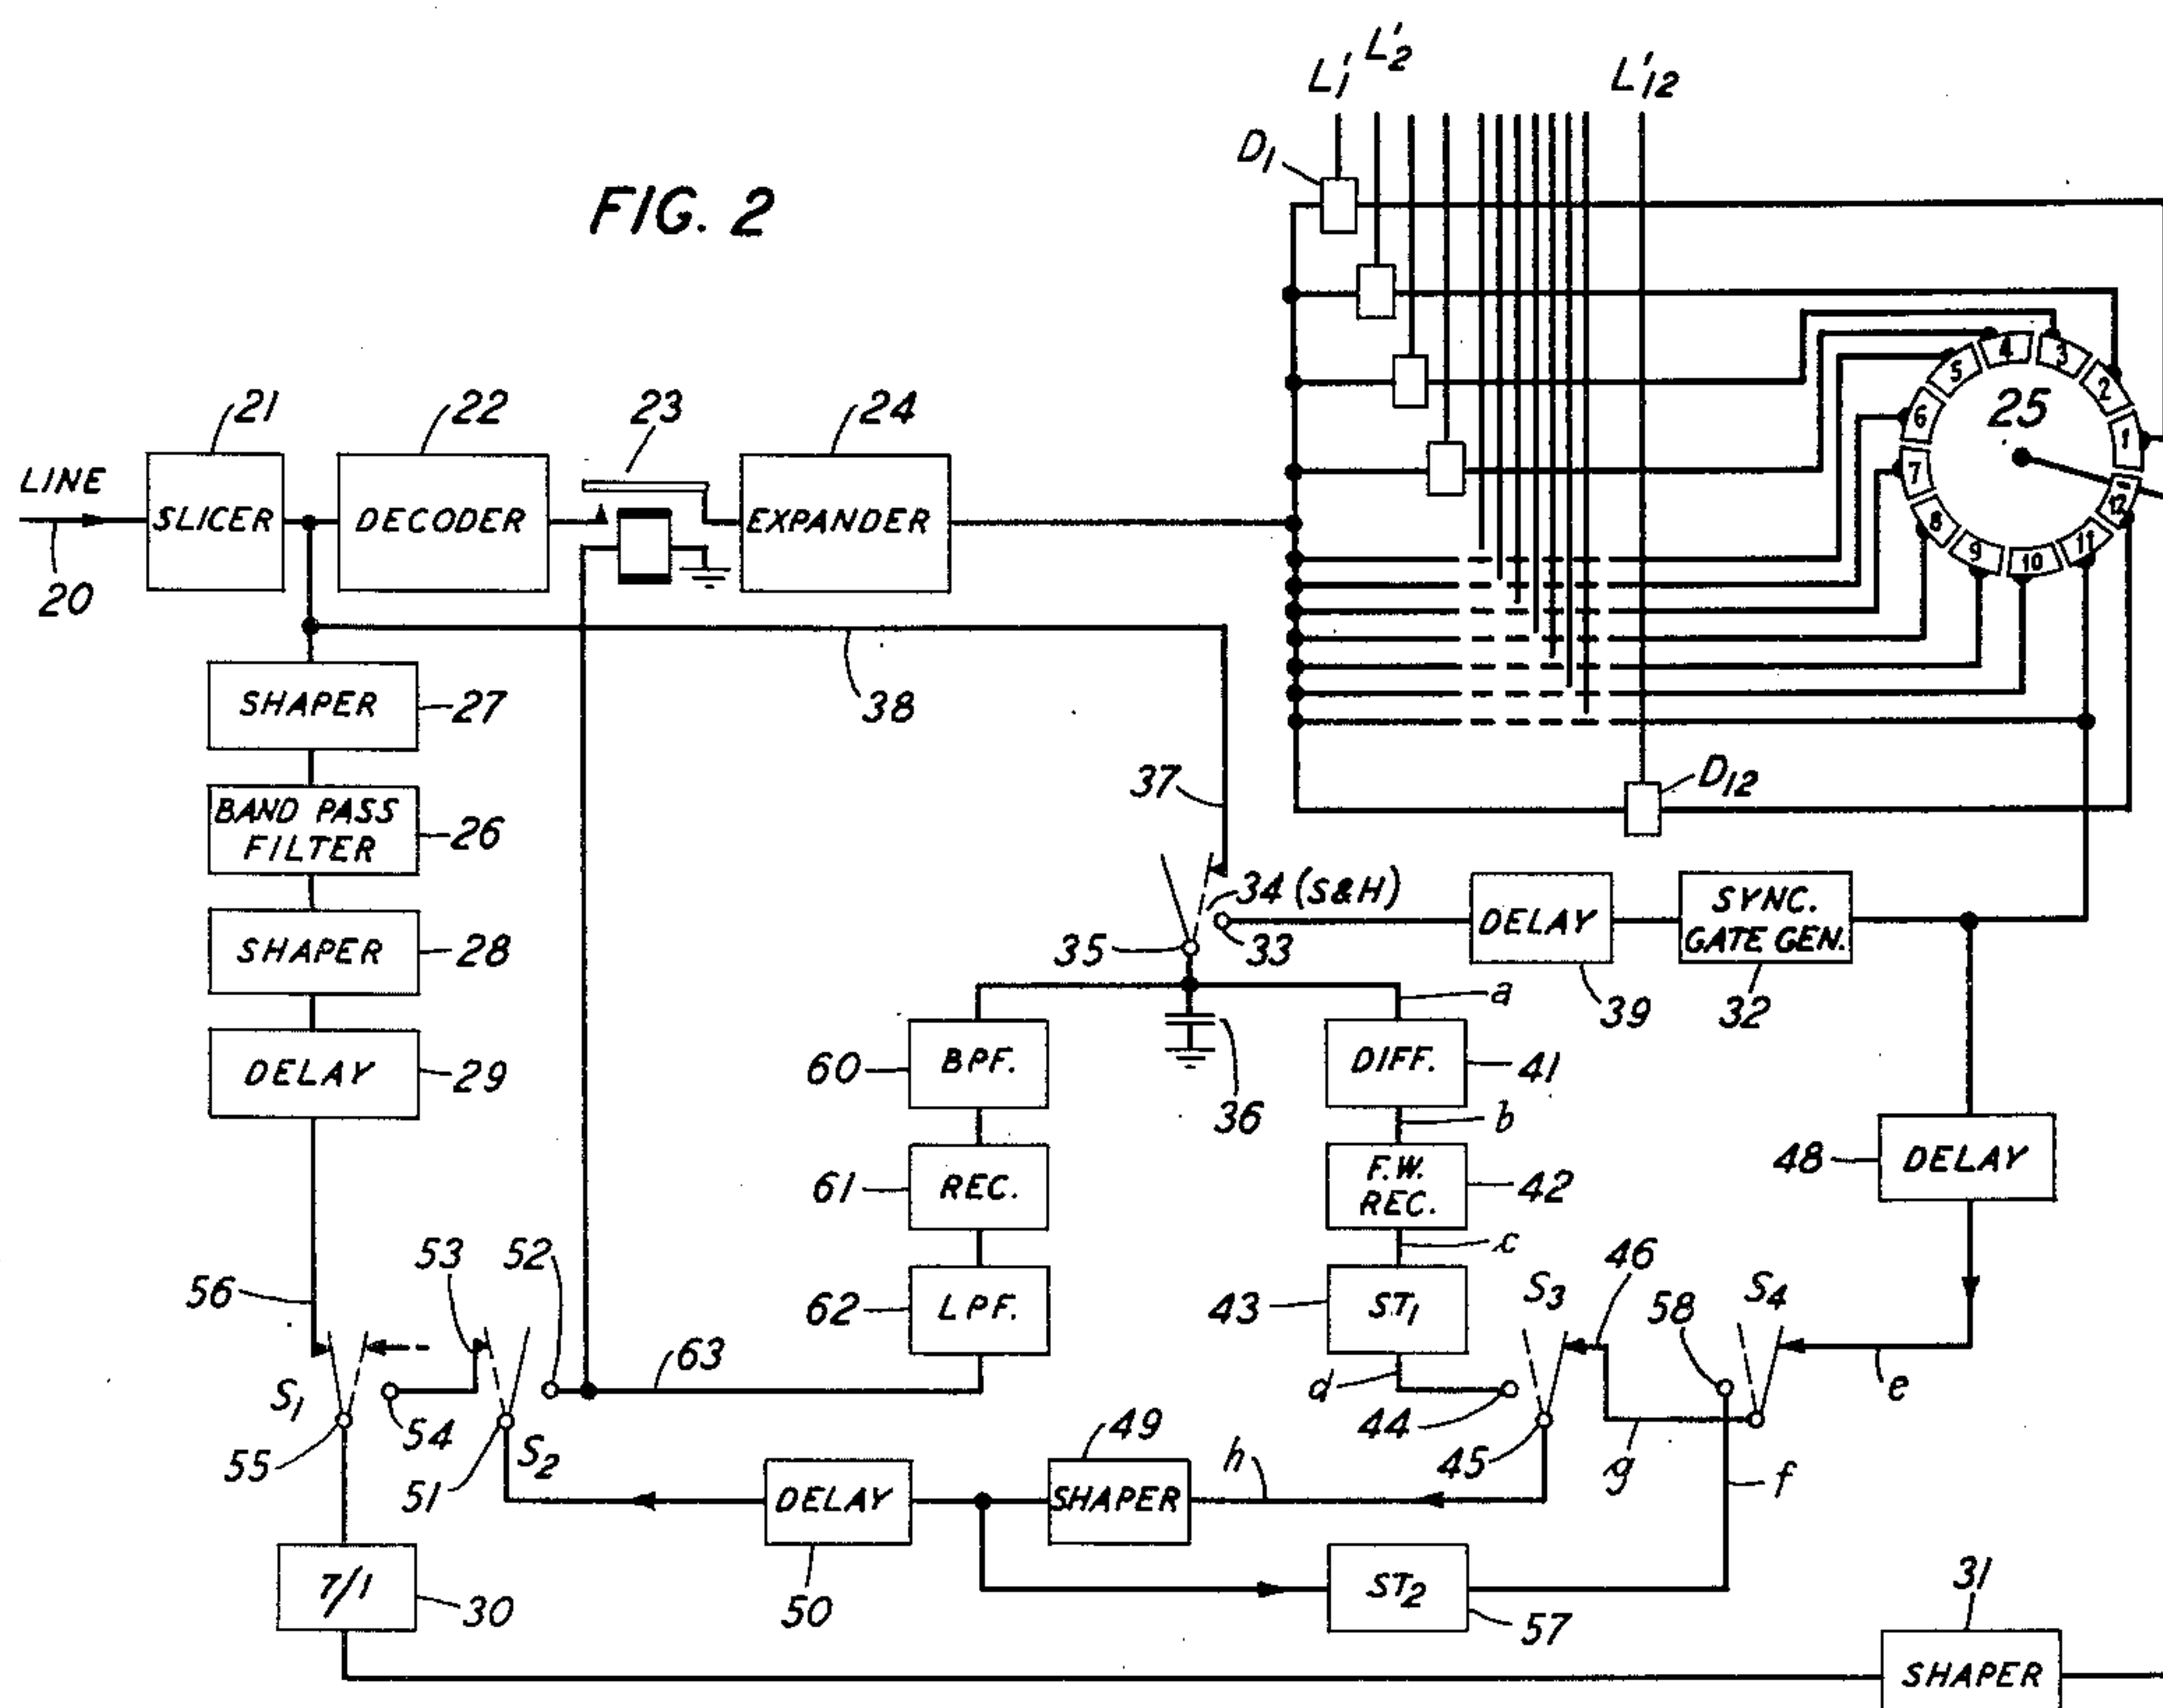 FIG. 2
L'1
L'2
L'12
D1
25
1
2
3
4
5
6
7
8
9
10
11
12
21
22
23
24
LINE
20
SLICER
DECODER
EXPANDER
38
SHAPER
27
BAND PASS
FILTER
26
SHAPER
28
DELAY
29
37
D12
34 (S&H)
35
33
DELAY
39
SYNC.
GATE GEN.
32
a
36
60
BPF.
DIFF.
41
b
61
REC.
F.W.
REC.
42
c
62
LPF.
43
ST1
d
48
DELAY
56
53
52
63
S1
55
54
51
S2
44
45
S3
46
58
S4
e
g
f
h
49
SHAPER
DELAY
50
ST2
57
7/1
30
31
SHAPER